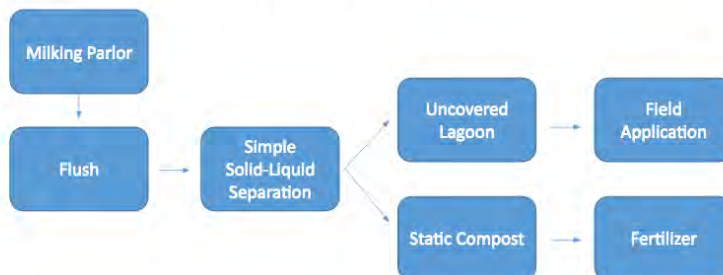 Milking Parlor
Flush
Simple
Solid-Liquid
Separation
Uncovered
Lagoon
Field
Application
Static Compost
Fertilizer